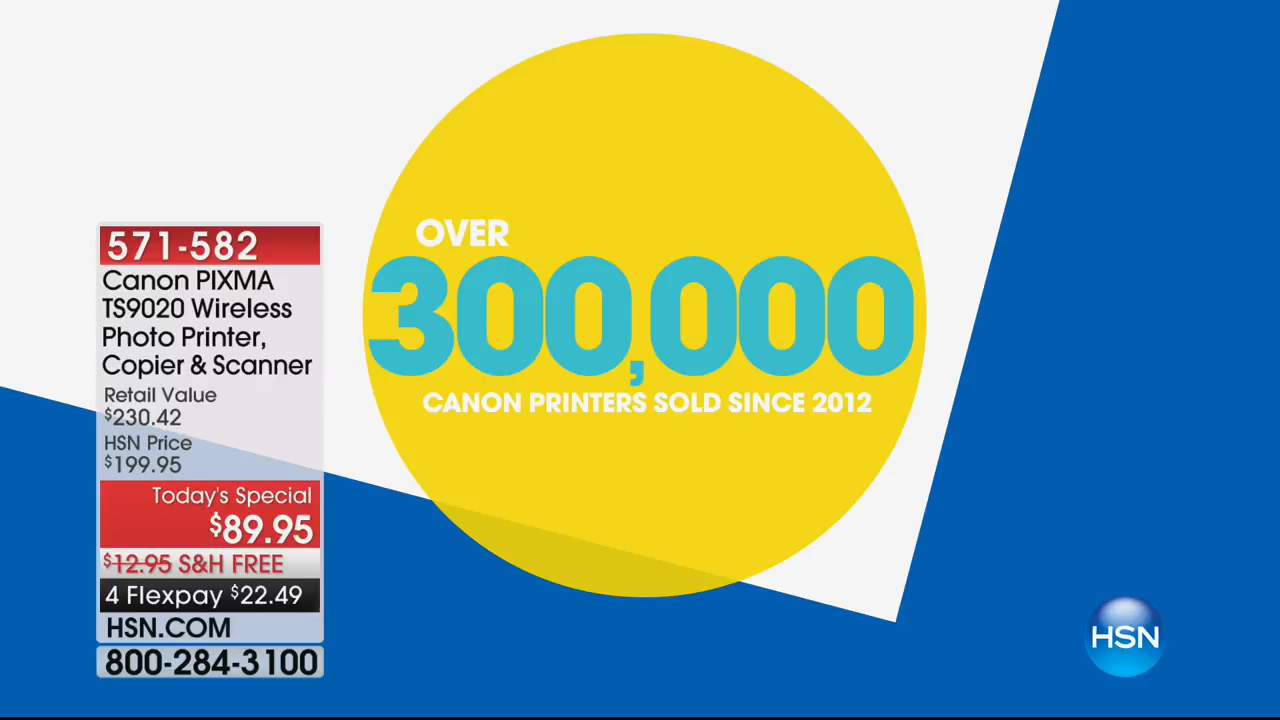 OVER
300,000
CANON PRINTERS SOLD SINCE 2012
571-582
Canon PIXMA
TS9020 Wireless
Photo Printer,
Copier & Scanner
Retail Value
$230.42
HSN Price
$199.95
Today's Special
$89.95
$12.95 S&H FREE
4 Flexpay $22.49
HSN.COM
800-284-3100
HSN